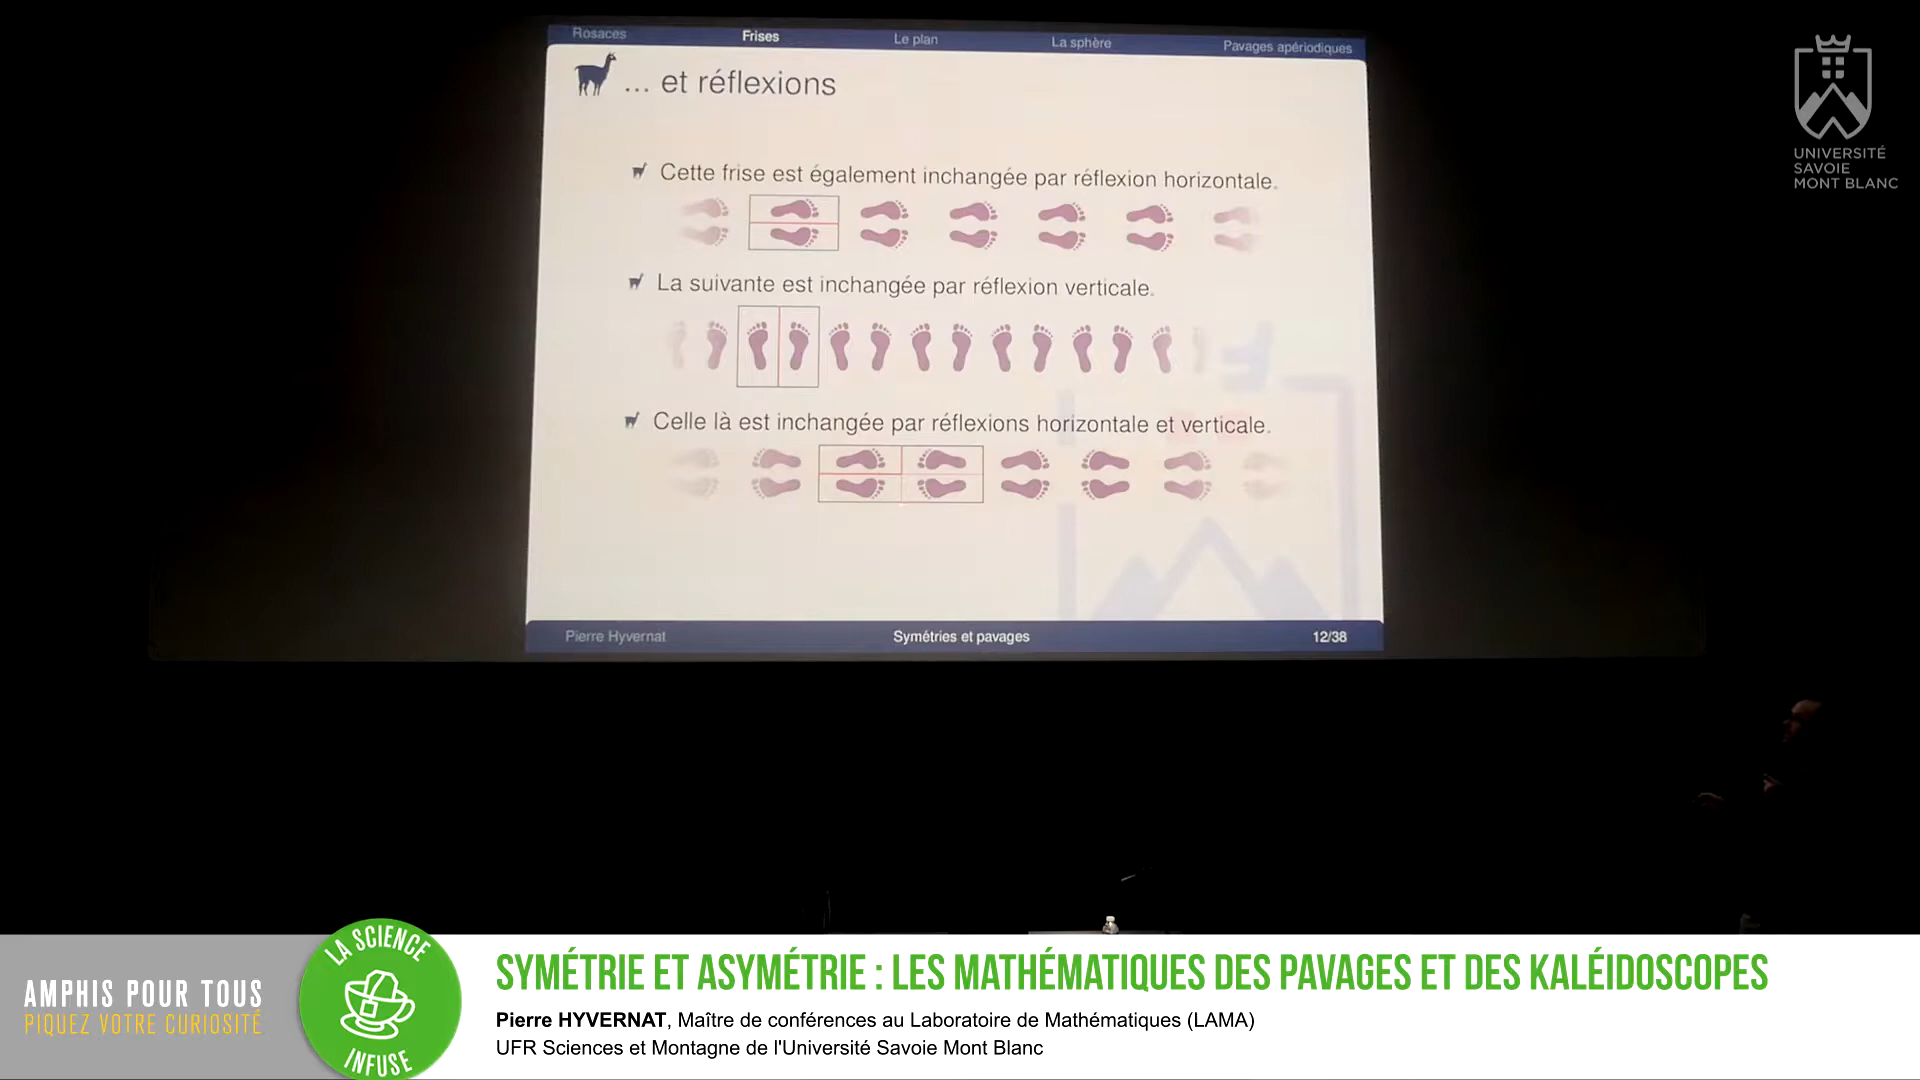 Rosaces Frises Le plan La sphère Pavages apériodiques
... et réflexions
Cette frise est également inchangée par réflexion horizontale.
La suivante est inchangée par réflexion verticale.
Celle là est inchangée par réflexions horizontale et verticale.
Pierre Hyvernat Symétries et pavages 12/38
UNIVERSITÉ
SAVOIE
MONT BLANC
AMPHIS POUR TOUS
PIQUEZ VOTRE CURIOSITÉ
LA SCIENCE
INFUSE
SYMÉTRIE ET ASYMÉTRIE : LES MATHÉMATIQUES DES PAVAGES ET DES KALÉIDOSCOPES
Pierre HYVERNAT, Maître de conférences au Laboratoire de Mathématiques (LAMA)
UFR Sciences et Montagne de l'Université Savoie Mont Blanc